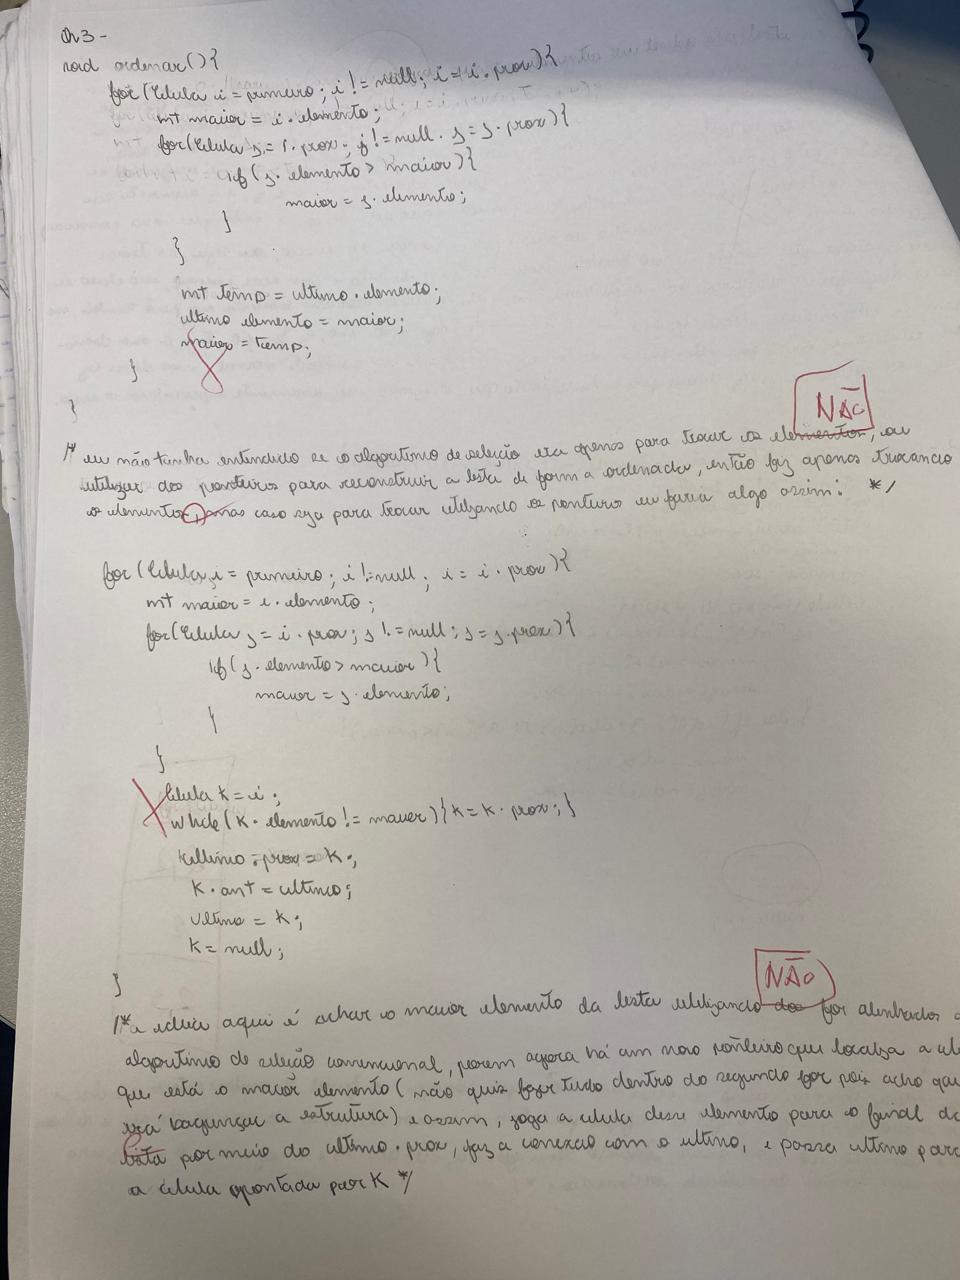 Q3-
void ordenar(){
for(Celula i = primeiro; i != null; i = i.prox){
int maior = i.elemento;
for(Celula j = i.prox; j != null. j = j.prox){
if(j.elemento > maior){
maior = j.elemento;
}
}
int temp = ultimo.elemento;
ultimo elemento = maior;
maior = temp;
}
}
NÃO
/* eu não tinha entendido se o algoritimo de seleção era apenas para trocar os elementos, ou
utilizar dos ponteiros para reconstruir a lista de forma ordenada, então fiz apenas trocando
os elementos, mas caso seja para trocar utilizando os ponteiros eu faria algo assim: */
for(Celula i = primeiro; i != null; i = i.prox){
int maior = i.elemento;
for(Celula j = i.prox; j != null; j = j.prox){
if(j.elemento > maior){
maior = j.elemento;
}
}
Celula k = i;
while(k.elemento != maior){k = k.prox;}
ultimo.prox = k;
k.ant = ultimo;
ultimo = k;
k = null;
}
NÃO
/*a ideia aqui é achar o maior elemento da lista utilizando dos for alinhados
algoritimo de seleção convencional, porem agora há um novo ponteiro que localiza a
que está o maior elemento (não quis fazer tudo dentro do segundo for pois acho que
irá bagunçar a estrutura) e assim, joga a celula desse elemento para o final da
lista por meio do ultimo.prox, faz a conexão com o ultimo, e passa ultimo para
a celula apontada por K */